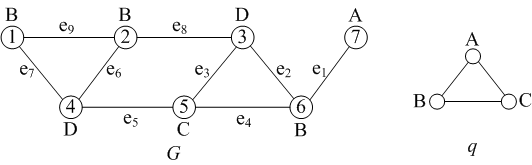 B B D A
1 e9 2 e8 3 7
A
e7 e6 e3 e2 e1
4 e5 5 e4 6 B C
D C B
G q